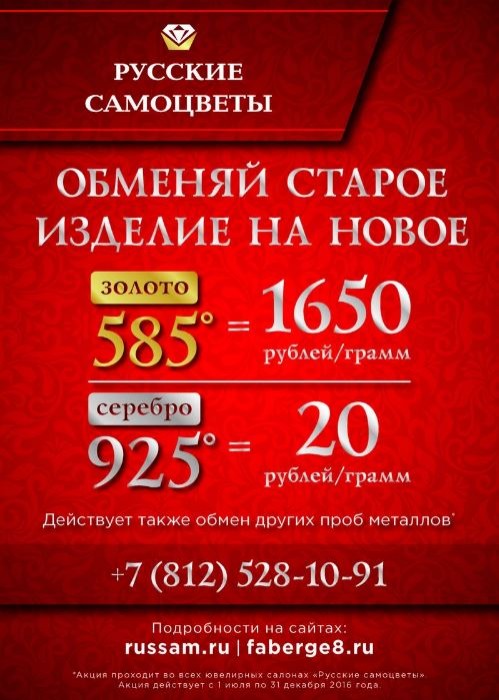 РУССКИЕ
САМОЦВЕТЫ
ОБМЕНЯЙ СТАРОЕ
ИЗДЕЛИЕ НА НОВОЕ
ЗОЛОТО
585° = 1650
рублей/грамм
серебро
925° = 20
рублей/грамм
Действует также обмен других проб металлов*
+7 (812) 528-10-91
Подробности на сайтах:
russam.ru | faberge8.ru
*Акция проходит во всех ювелирных салонах «Русские самоцветы».
Акция действует с 1 июля по 31 декабря 2016 года.